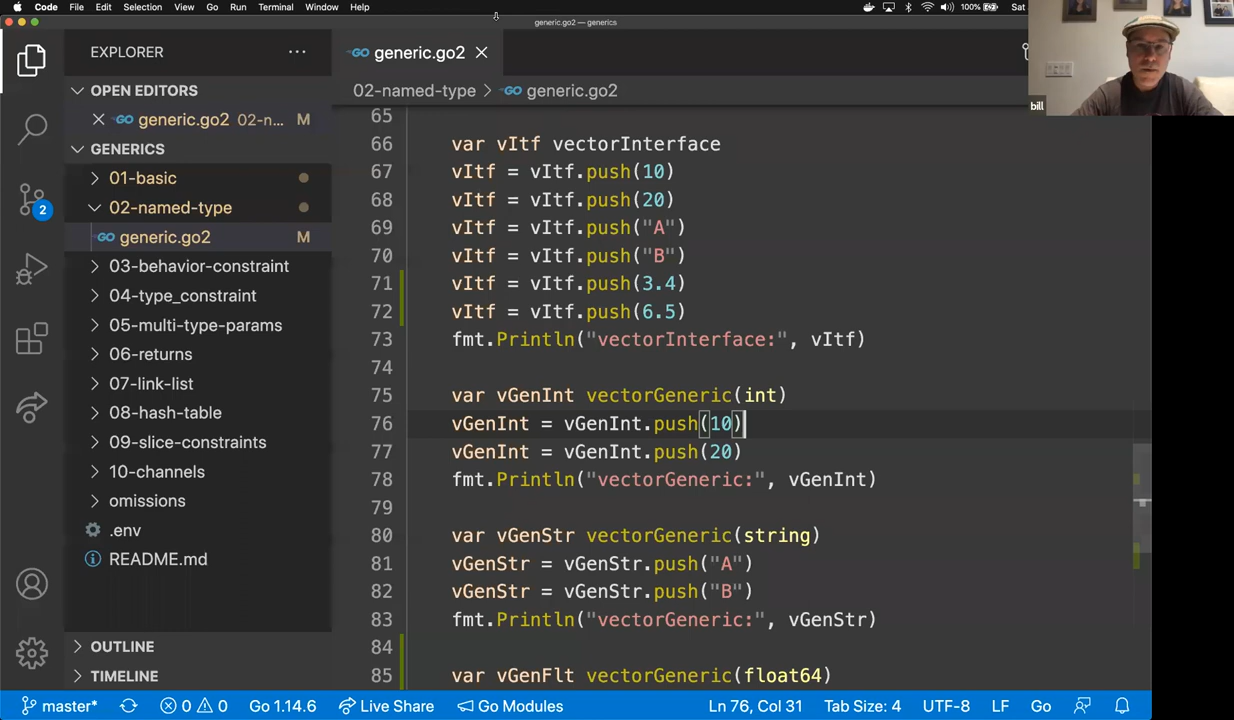 Code File Edit Selection View Go Run Terminal Window Help 100% Sat
generic.go2 — generics
EXPLORER
generic.go2
02-named-type > generic.go2
OPEN EDITORS
generic.go2 02-n... M
GENERICS
01-basic
02-named-type
generic.go2 M
03-behavior-constraint
04-type_constraint
05-multi-type-params
06-returns
07-link-list
08-hash-table
09-slice-constraints
10-channels
omissions
.env
README.md
OUTLINE
TIMELINE
2
GO
65
66 var vItf vectorInterface
67 vItf = vItf.push(10)
68 vItf = vItf.push(20)
69 vItf = vItf.push("A")
70 vItf = vItf.push("B")
71 vItf = vItf.push(3.4)
72 vItf = vItf.push(6.5)
73 fmt.Println("vectorInterface:", vItf)
74
75 var vGenInt vectorGeneric(int)
76 vGenInt = vGenInt.push(10)
77 vGenInt = vGenInt.push(20)
78 fmt.Println("vectorGeneric:", vGenInt)
79
80 var vGenStr vectorGeneric(string)
81 vGenStr = vGenStr.push("A")
82 vGenStr = vGenStr.push("B")
83 fmt.Println("vectorGeneric:", vGenStr)
84
85 var vGenFlt vectorGeneric(float64)
bill
master* 0 0 Go 1.14.6 Live Share Go Modules Ln 76, Col 31 Tab Size: 4 UTF-8 LF Go